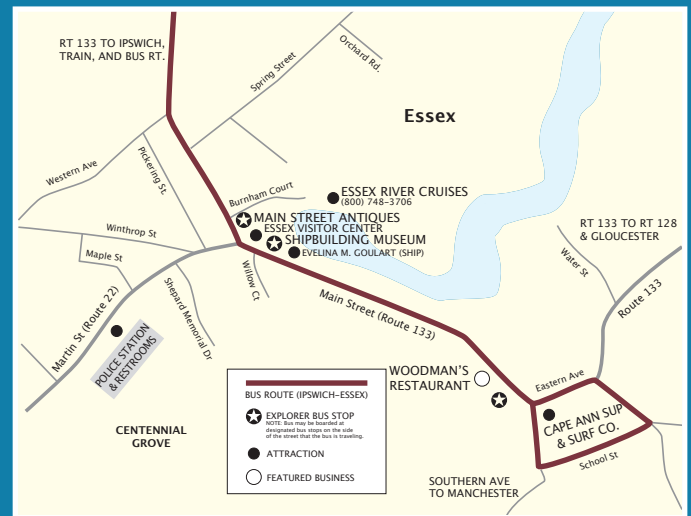 RT 133 TO IPSWICH,
TRAIN, AND BUS RT.
Spring Street
Orchard Rd.
Essex
Western Ave
Pickering St.
Burnham Court
ESSEX RIVER CRUISES
(800) 748-3706
MAIN STREET ANTIQUES
ESSEX VISITOR CENTER
SHIPBUILDING MUSEUM
EVELINA M. GOULART (SHIP)
RT 133 TO RT 128
& GLOUCESTER
Winthrop St
Maple St
Water St
Willow Ct
Shepard Memorial Dr
Martin St (Route 22)
Main Street (Route 133)
Route 133
POLICE STATION
& RESTROOMS
WOODMAN'S
RESTAURANT
Eastern Ave
CAPE ANN SUP
& SURF CO.
School St
CENTENNIAL
GROVE
SOUTHERN AVE
TO MANCHESTER
BUS ROUTE (IPSWICH-ESSEX)
EXPLORER BUS STOP
NOTE: Bus may be boarded at
designated bus stops on the side
of the street that the bus is traveling.
ATTRACTION
FEATURED BUSINESS